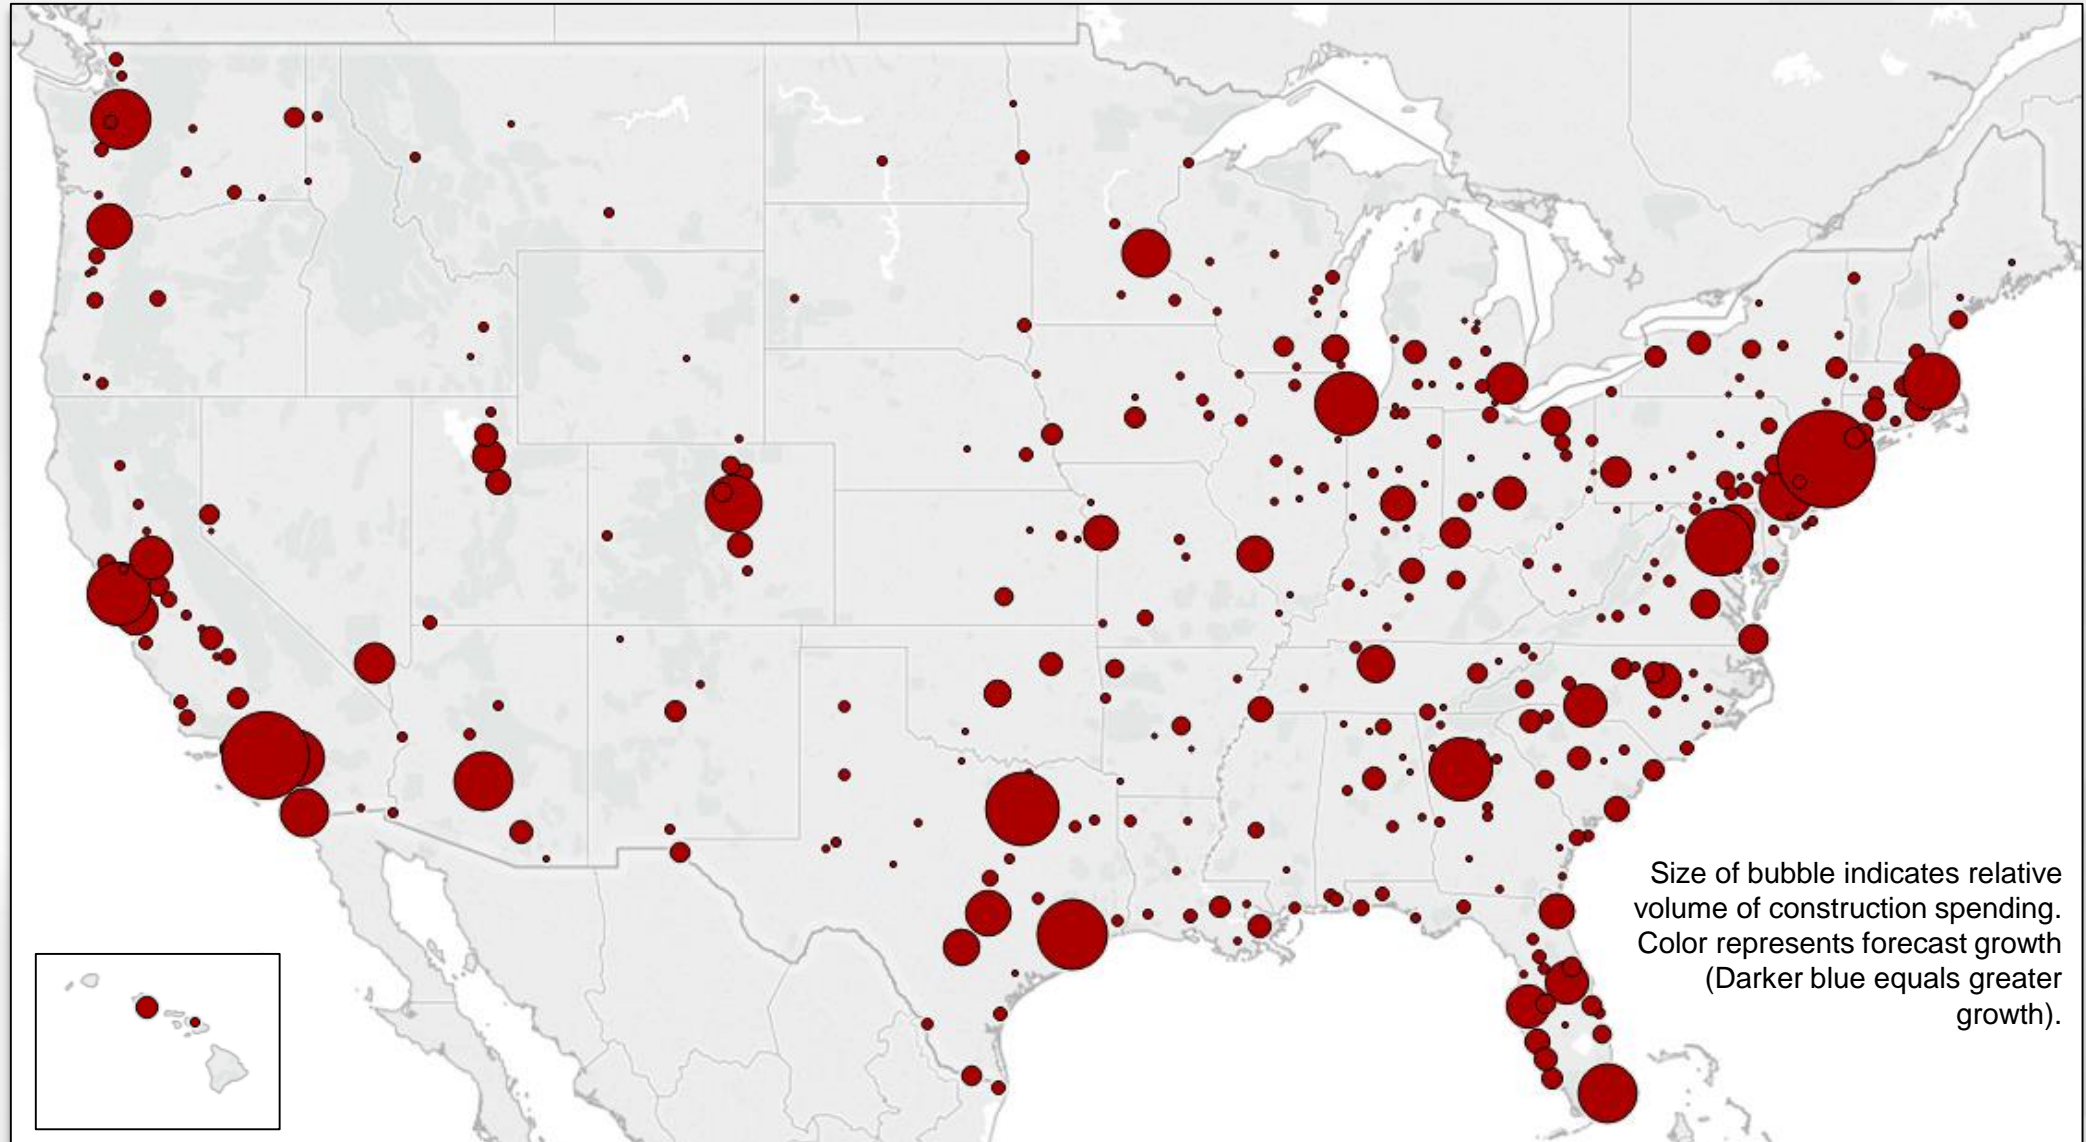 Size of bubble indicates relative
volume of construction spending.
Color represents forecast growth
(Darker blue equals greater
growth).